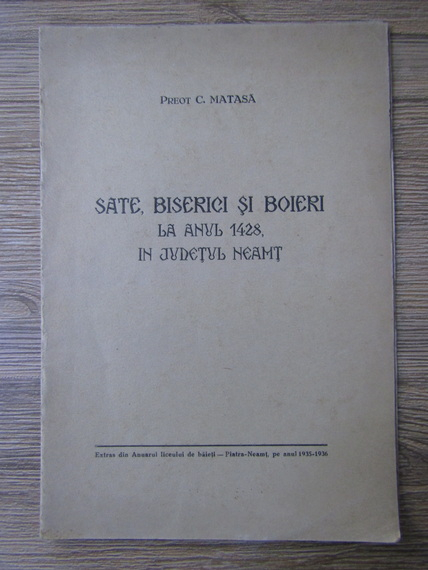 PREOT C. MATASĂ
SATE, BISERICI ȘI BOIERI
LA ANUL 1428,
IN JUDEȚUL NEAMȚ
Extras din Anuarul liceului de băieți — Piatra-Neamț, pe anul 1935-1936